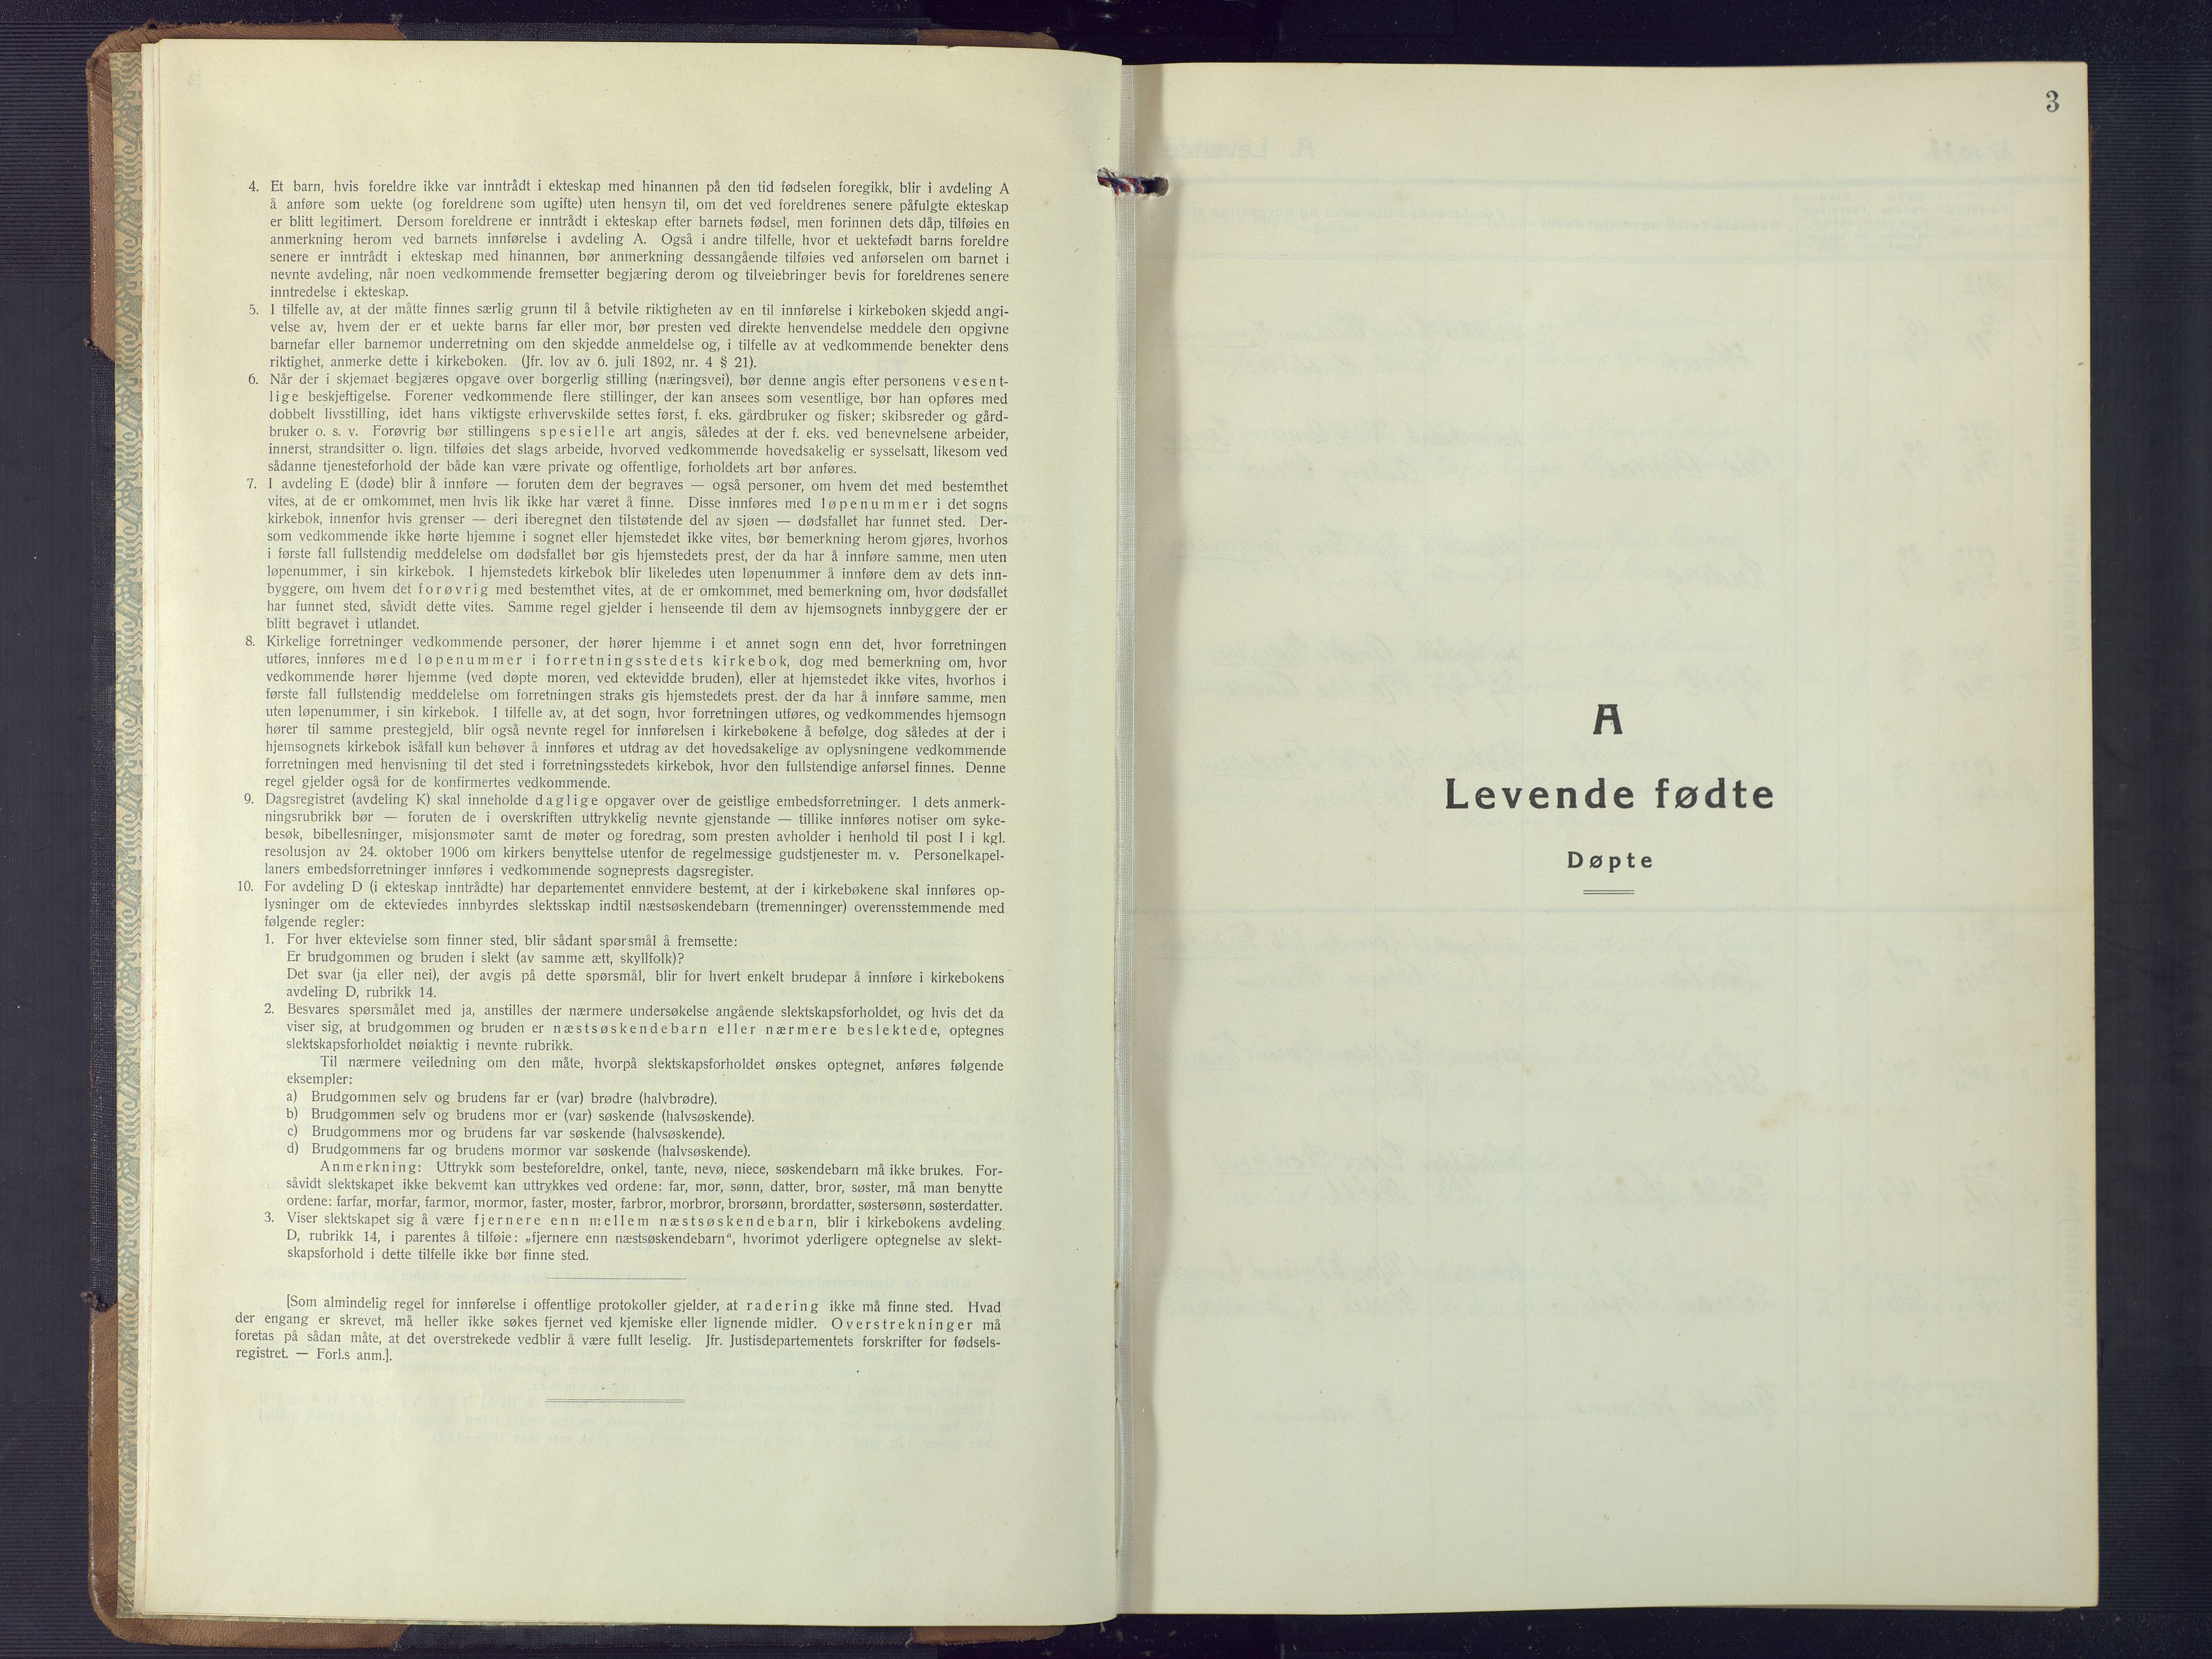 4. Et barn, hvis foreldre ikke var inntrådt i ekteskap med hinannen på den tid fødselen foregikk, blir i avdeling A
å anføre som uekte (og foreldrene som ugifte) uten hensyn til, om det ved foreldrenes senere påfulgte ekteskap
er blitt legitimert. Dersom foreldrene er inntrådt i ekteskap efter barnets fødsel, men forinnen dets dåp, tilføies en
anmerkning herom ved barnets innførelse i avdeling A. Også i andre tilfelle, hvor et uektefødt barns foreldre
senere er inntrådt i ekteskap med hinannen, bør anmerkning dessangående tilføies ved anførselen om barnet i
nevnte avdeling, når noen vedkommende fremsetter begjæring derom og tilveiebringer bevis for foreldrenes senere
inntredelse i ekteskap.
5. I tilfelle av, at der måtte finnes særlig grunn til å betvile riktigheten av en til innførelse i kirkeboken skjedd angi-
velse av, hvem der er et uekte barns far eller mor, bør presten ved direkte henvendelse meddele den opgivne
barnefar eller barnemor underretning om den skjedde anmeldelse og, i tilfelle av at vedkommende benekter dens
riktighet, anmerke dette i kirkeboken. (Jfr. lov av 6. juli 1892, nr. 4 § 21).
6. Når der i skjemaet begjæres opgave over borgerlig stilling (næringsvei), bør denne angis efter personens vesent-
lige beskjeftigelse. Forener vedkommende flere stillinger, der kan ansees som vesentlige, bør han opføres med
dobbelt livsstilling, idet hans viktigste erhvervskilde settes først, f. eks. gårdbruker og fisker; skibsreder og gård-
bruker o. s. v. Forøvrig bør stillingens spesielle art angis, således at der f. eks. ved benevnelsene arbeider,
innerst, strandsitter o. lign. tilføies det slags arbeide, hvorved vedkommende hovedsakelig er sysselsatt, likesom ved
sådanne tjenesteforhold der både kan være private og offentlige, forholdets art bør anføres.
7. I avdeling E (døde) blir å innføre — foruten dem der begraves — også personer, om hvem det med bestemthet
vites, at de er omkommet, men hvis lik ikke har været å finne. Disse innføres med løpenummer i det sogns
kirkebok, innenfor hvis grenser — deri iberegnet den tilstøtende del av sjøen — dødsfallet har funnet sted. Der-
som vedkommende ikke hørte hjemme i sognet eller hjemstedet ikke vites, bør bemerkning herom gjøres, hvorhos
i første fall fullstendig meddelelse om dødsfallet bør gis hjemstedets prest, der da har å innføre samme, men uten
løpenummer, i sin kirkebok. I hjemstedets kirkebok blir likeledes uten løpenummer å innføre dem av dets inn-
byggere, om hvem det forøvrig med bestemthet vites, at de er omkommet, med bemerkning om, hvor dødsfallet
har funnet sted, såvidt dette vites. Samme regel gjelder i henseende til dem av hjemsognets innbyggere der er
blitt begravet i utlandet.
8. Kirkelige forretninger vedkommende personer, der hører hjemme i et annet sogn enn det, hvor forretningen
utføres, innføres med løpenummer i forretningsstedets kirkebok, dog med bemerkning om, hvor
vedkommende hører hjemme (ved døpte moren, ved ektevidde bruden), eller at hjemstedet ikke vites, hvorhos i
første fall fullstendig meddelelse om forretningen straks gis hjemstedets prest. der da har å innføre samme, men
uten løpenummer, i sin kirkebok. I tilfelle av, at det sogn, hvor forretningen utføres, og vedkommendes hjemsogn
hører til samme prestegjeld, blir også nevnte regel for innførelsen i kirkebøkene å befølge, dog således at der i
hjemsognets kirkebok isåfall kun behøver å innføres et utdrag av det hovedsakelige av oplysningene vedkommende
forretningen med henvisning til det sted i forretningsstedets kirkebok, hvor den fullstendige anførsel finnes. Denne
regel gjelder også for de konfirmertes vedkommende.
9. Dagsregistret (avdeling K) skal inneholde daglige opgaver over de geistlige embedsforretninger. I dets anmerk-
ningsrubrikk bør — foruten de i overskriften uttrykkelig nevnte gjenstande — tillike innføres notiser om syke-
besøk, bibellesninger, misjonsmøter samt de møter og foredrag, som presten avholder i henhold til post I i kgl.
resolusjon av 24. oktober 1906 om kirkers benyttelse utenfor de regelmessige gudstjenester m. v. Personelkapel-
laners embedsforretninger innføres i vedkommende sogneprests dagsregister.
10. For avdeling D (i ekteskap inntrådte) har departementet ennvidere bestemt, at der i kirkebøkene skal innføres op-
lysninger om de ekteviedes innbyrdes slektsskap indtil næstsøskendebarn (tremenninger) overensstemmende med
følgende regler:
1. For hver ektevielse som finner sted, blir sådant spørsmål å fremsette:
Er brudgommen og bruden i slekt (av samme ætt, skyllfolk)?
Det svar (ja eller nei), der avgis på dette spørsmål, blir for hvert enkelt brudepar å innføre i kirkebokens
avdeling D, rubrikk 14.
2. Besvares spørsmålet med ja, anstilles der nærmere undersøkelse angående slektskapsforholdet, og hvis det da
viser sig, at brudgommen og bruden er næstsøskendebarn eller nærmere beslektede, optegnes
slektskapsforholdet nøiaktig i nevnte rubrikk.
Til nærmere veiledning om den måte, hvorpå slektskapsforholdet ønskes optegnet, anføres følgende
eksempler:
a) Brudgommen selv og brudens far er (var) brødre (halvbrødre).
b) Brudgommen selv og brudens mor er (var) søskende (halvsøskende).
c) Brudgommens mor og brudens far var søskende (halvsøskende).
d) Brudgommens far og brudens mormor var søskende (halvsøskende).
Anmerkning: Uttrykk som besteforeldre, onkel, tante, nevø, niece, søskendebarn må ikke brukes. For-
såvidt slektskapet ikke bekvemt kan uttrykkes ved ordene: far, mor, sønn, datter, bror, søster, må man benytte
ordene: farfar, morfar, farmor, mormor, faster, moster, farbror, morbror, brorsønn, brordatter, søstersønn, søsterdatter.
3. Viser slektskapet sig å være fjernere enn mellem næstsøskendebarn, blir i kirkebokens avdeling
D, rubrikk 14, i parentes å tilføie: „fjernere enn næstsøskendebarn“, hvorimot yderligere optegnelse av slekt-
skapsforhold i dette tilfelle ikke bør finne sted.
[Som almindelig regel for innførelse i offentlige protokoller gjelder, at radering ikke må finne sted. Hvad
der engang er skrevet, må heller ikke søkes fjernet ved kjemiske eller lignende midler. Overstrekninger må
foretas på sådan måte, at det overstrekede vedblir å være fullt leselig. Jfr. Justisdepartementets forskrifter for fødsels-
registret. — Forl.s anm.].
3
A
Levende fødte
Døpte